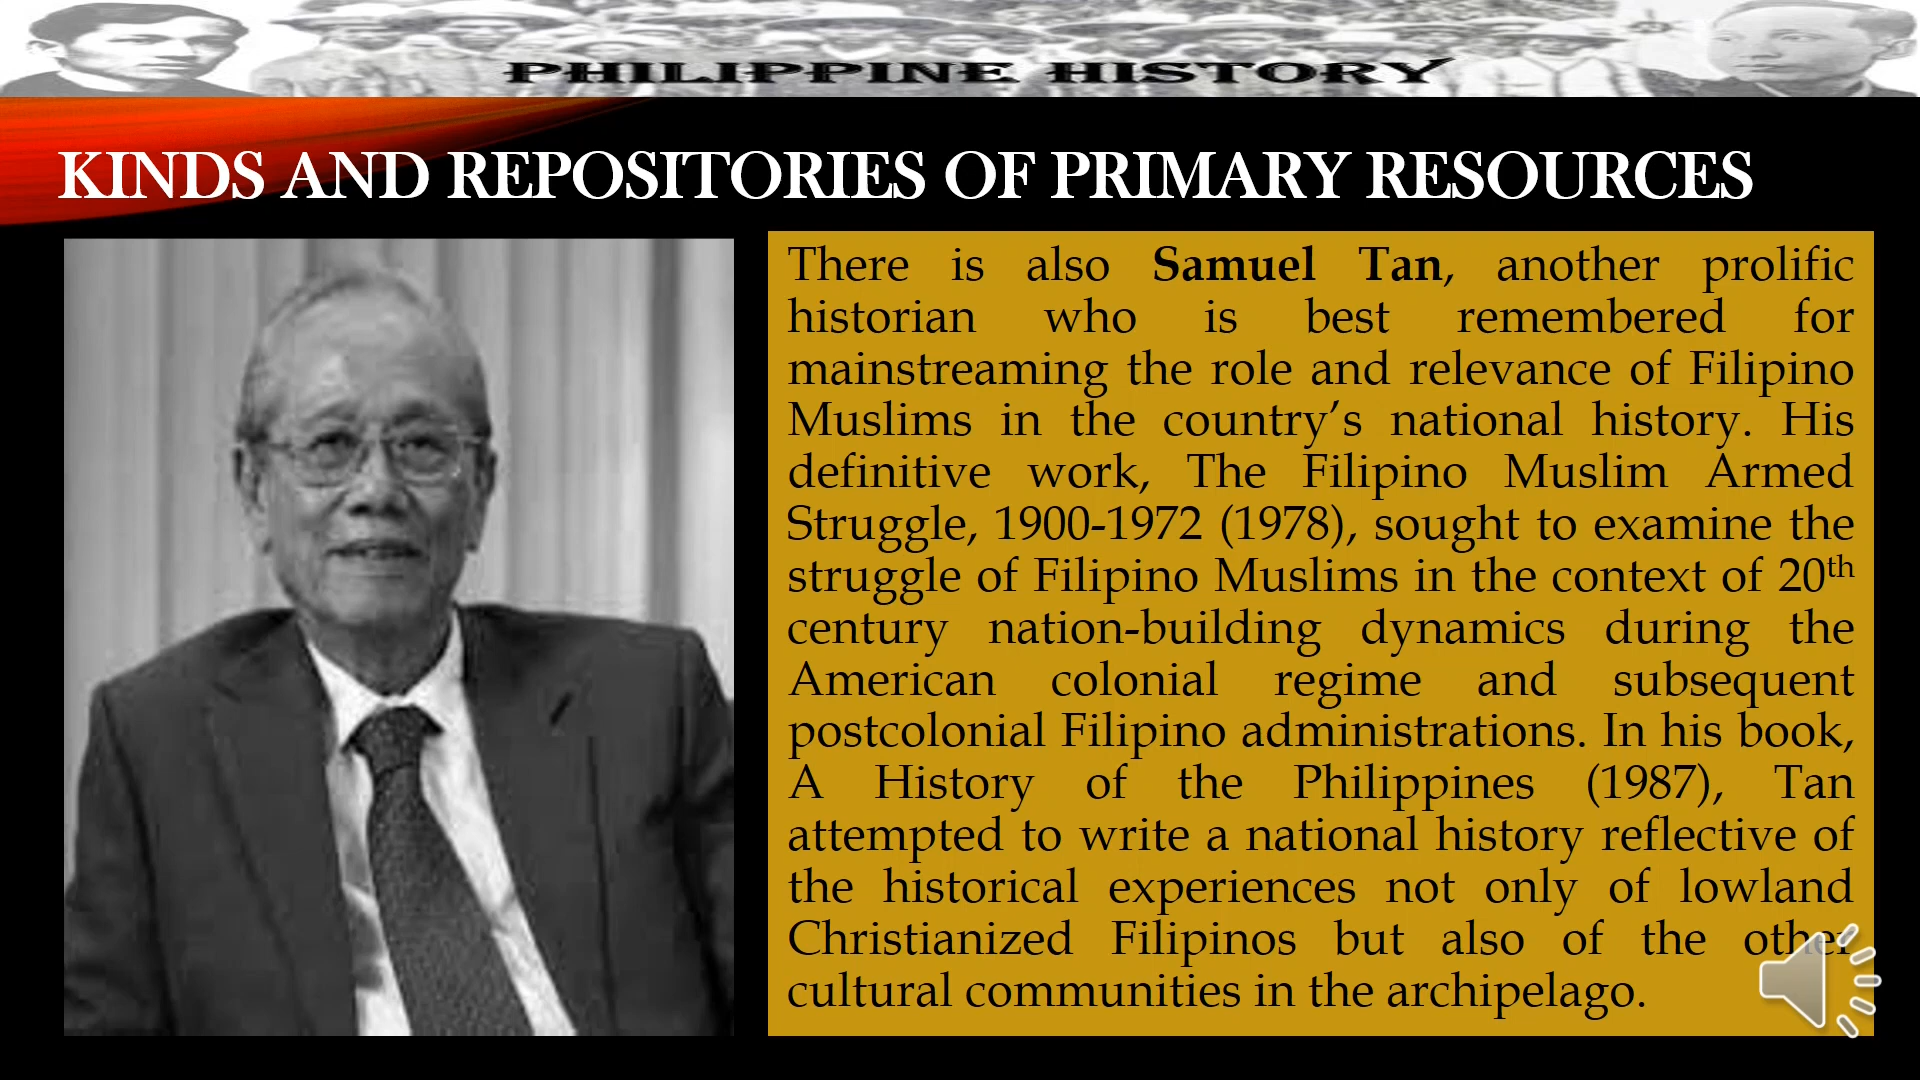 PHILIPPINE HISTORY
KINDS AND REPOSITORIES OF PRIMARY RESOURCES
There is also Samuel Tan, another prolific
historian who is best remembered for
mainstreaming the role and relevance of Filipino
Muslims in the country’s national history. His
definitive work, The Filipino Muslim Armed
Struggle, 1900-1972 (1978), sought to examine the
struggle of Filipino Muslims in the context of 20th
century nation-building dynamics during the
American colonial regime and subsequent
postcolonial Filipino administrations. In his book,
A History of the Philippines (1987), Tan
attempted to write a national history reflective of
the historical experiences not only of lowland
Christianized Filipinos but also of the other
cultural communities in the archipelago.